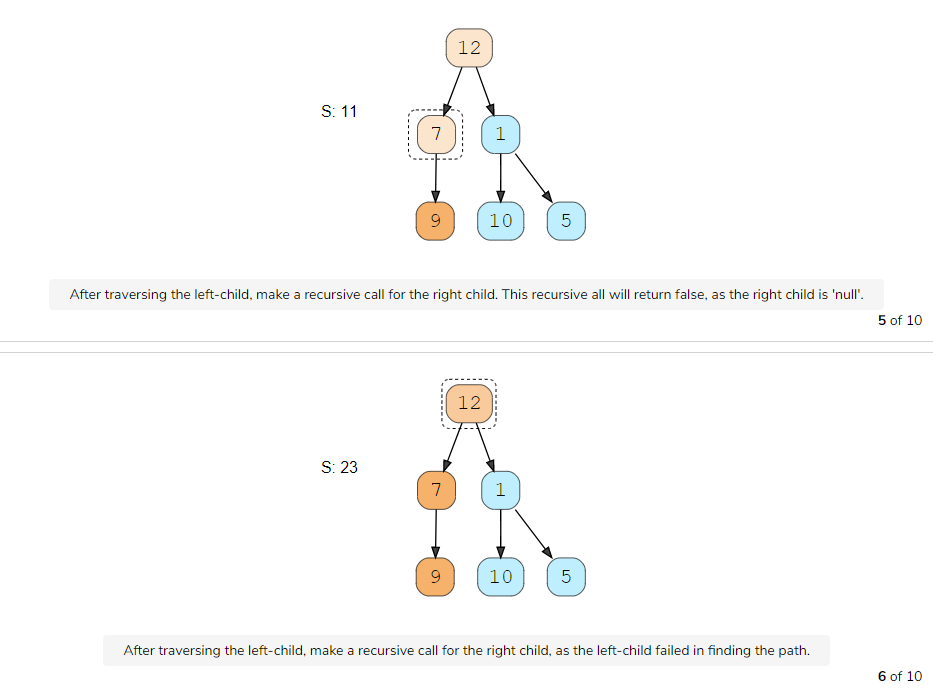 12
S: 11
7 1
9 10 5
After traversing the left-child, make a recursive call for the right child. This recursive all will return false, as the right child is 'null'.
5 of 10
12
S: 23
7 1
9 10 5
After traversing the left-child, make a recursive call for the right child, as the left-child failed in finding the path.
6 of 10